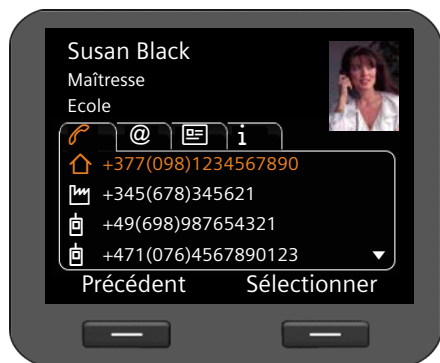 Susan Black
Maîtresse
Ecole
@ i
+377(098)1234567890
+345(678)345621
+49(698)987654321
+471(076)4567890123
Précédent Sélectionner